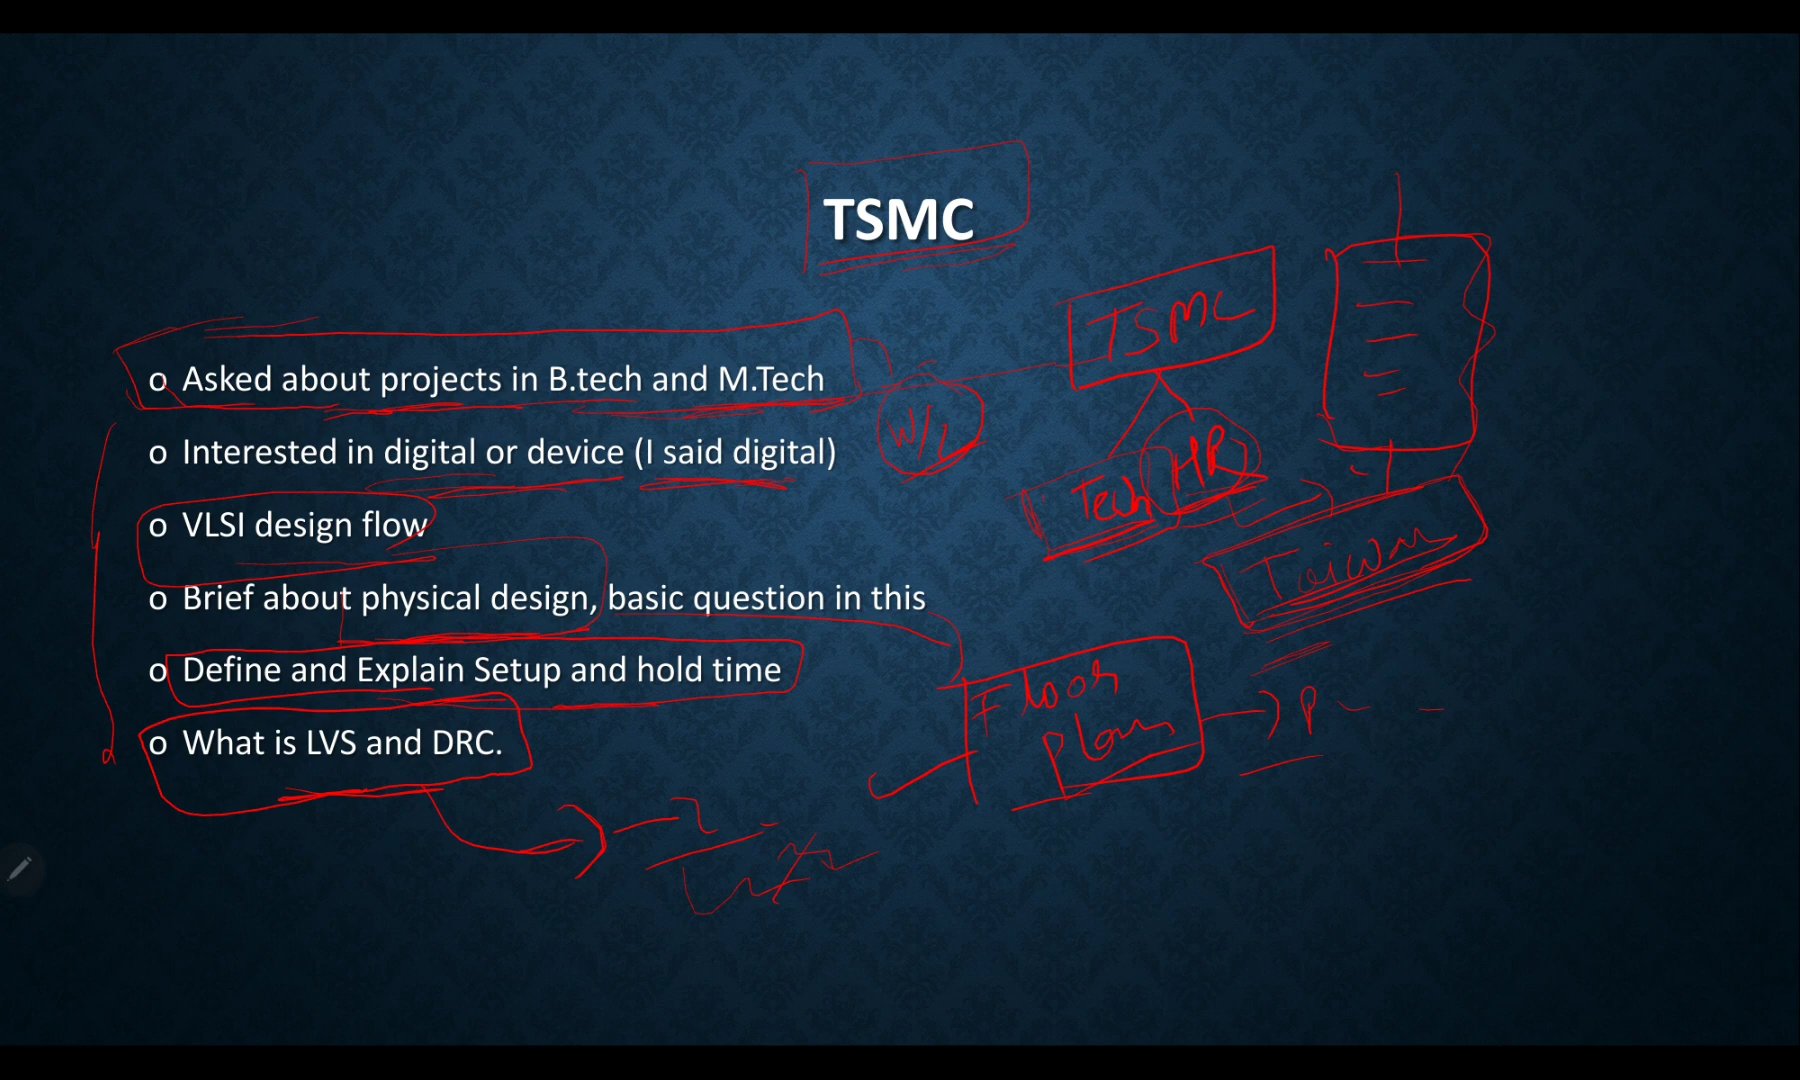 TSMC
o Asked about projects in B.tech and M.Tech
o Interested in digital or device (I said digital)
o VLSI design flow
o Brief about physical design, basic question in this
o Define and Explain Setup and hold time
o What is LVS and DRC.
TSMC
W/L
Tech HR
Taiwan
Floor
plan
P